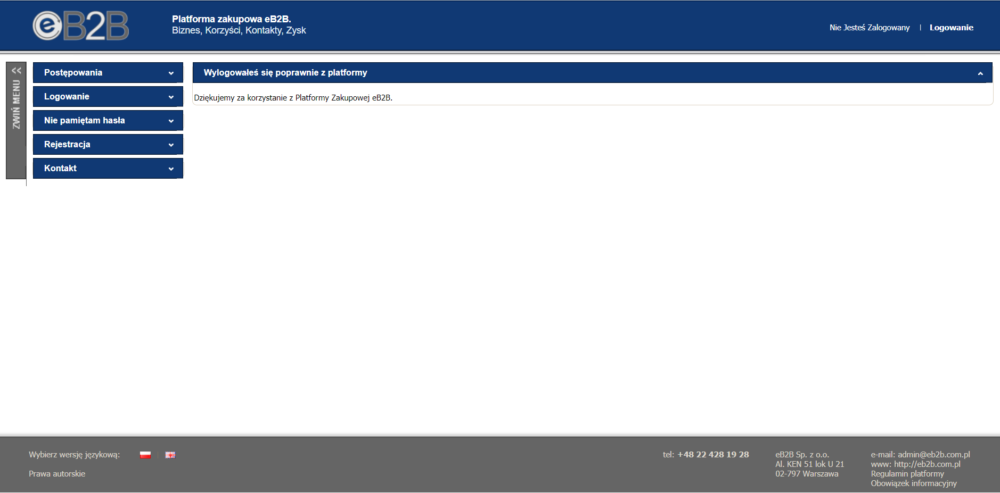 eB2B
Platforma zakupowa eB2B.
Biznes, Korzyści, Kontakty, Zysk
Nie Jesteś Zalogowany | Logowanie
<< ZWIŃ MENU
Postępowania
Logowanie
Nie pamiętam hasła
Rejestracja
Kontakt
Wylogowałeś się poprawnie z platformy
Dziękujemy za korzystanie z Platformy Zakupowej eB2B.
Wybierz wersję językową:
Prawa autorskie
tel: +48 22 428 19 28
eB2B Sp. z o.o.
Al. KEN 51 lok U 21
02-797 Warszawa
e-mail: admin@eb2b.com.pl
www: http://eb2b.com.pl
Regulamin platformy
Obowiązek informacyjny